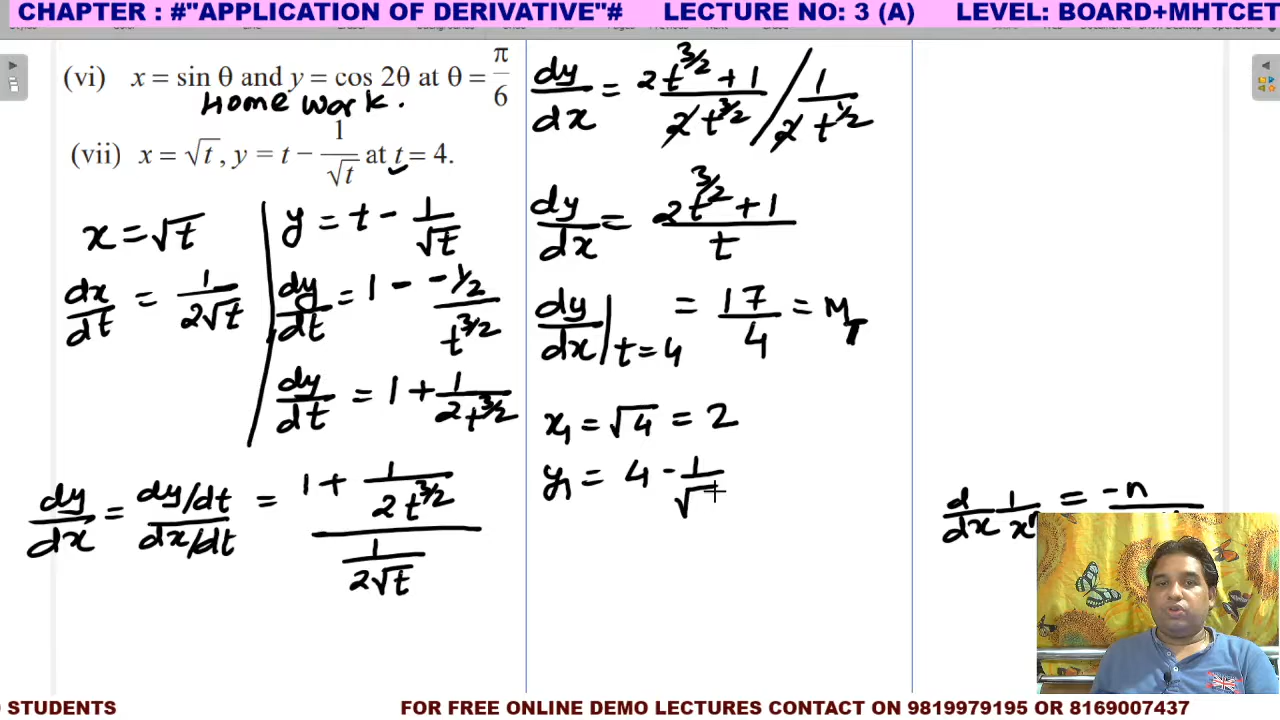 CHAPTER : #"APPLICATION OF DERIVATIVE"# LECTURE NO: 3 (A) LEVEL: BOARD+MHTCET
(vi) x = sin θ and y = cos 2θ at θ = π/6
Home work.
(vii) x = √t, y = t − 1/√t at t = 4.
x = √t
dx/dt = 1/2√t
y = t - 1/√t
dy/dt = 1 - -1/2 / t^3/2
dy/dt = 1 + 1/2t^3/2
dy/dx = dy/dt / dx/dt = 1 + 1/2t^3/2 / 1/2√t
dy/dx = 2t^3/2 + 1 / 2t^3/2 / 1 / 2t^1/2
dy/dx = 2t^3/2 + 1 / t
dy/dx | t=4 = 17/4 = M_T
x₁ = √4 = 2
y₁ = 4 - 1/√
d/dx 1/xⁿ = -n
STUDENTS FOR FREE ONLINE DEMO LECTURES CONTACT ON 9819979195 OR 8169007437